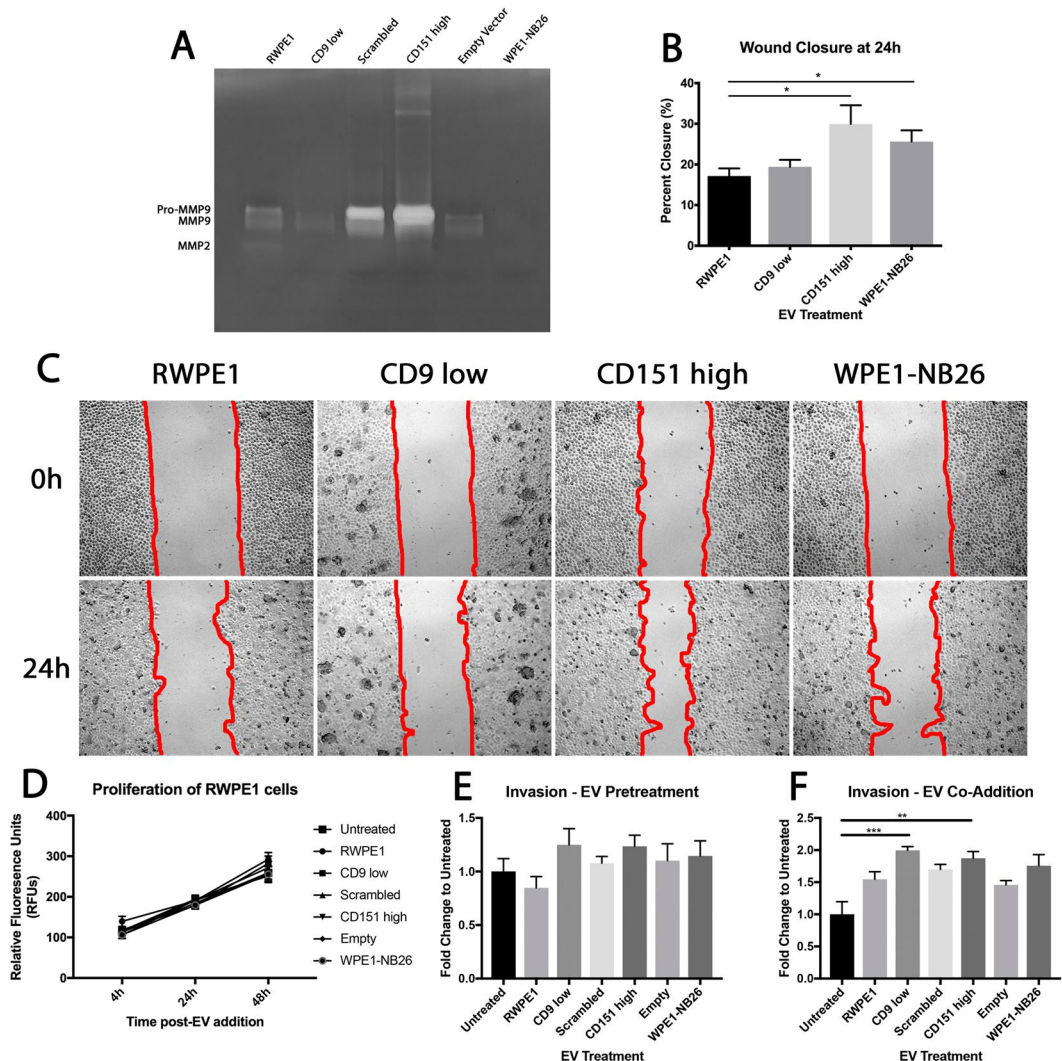 A
RWPE1
CD9 low
Scrambled
CD151 high
Empty Vector
WPE1-NB26
Pro-MMP9
MMP9
MMP2
B
Wound Closure at 24h
*
*
Percent Closure (%)
40
30
20
10
0
RWPE1
CD9 low
CD151 high
WPE1-NB26
EV Treatment
C
RWPE1
CD9 low
CD151 high
WPE1-NB26
0h
24h
D
Proliferation of RWPE1 cells
Relative Fluorescence Units
(RFUs)
400
300
200
100
0
4h
24h
48h
Time post-EV addition
Untreated
RWPE1
CD9 low
Scrambled
CD151 high
Empty
WPE1-NB26
E
Invasion - EV Pretreatment
Fold Change to Untreated
2.0
1.5
1.0
0.5
0.0
Untreated
RWPE1
CD9 low
Scrambled
CD151 high
Empty
WPE1-NB26
EV Treatment
F
Invasion - EV Co-Addition
**
***
Fold Change to Untreated
2.5
2.0
1.5
1.0
0.5
0.0
Untreated
RWPE1
CD9 low
Scrambled
CD151 high
Empty
WPE1-NB26
EV Treatment